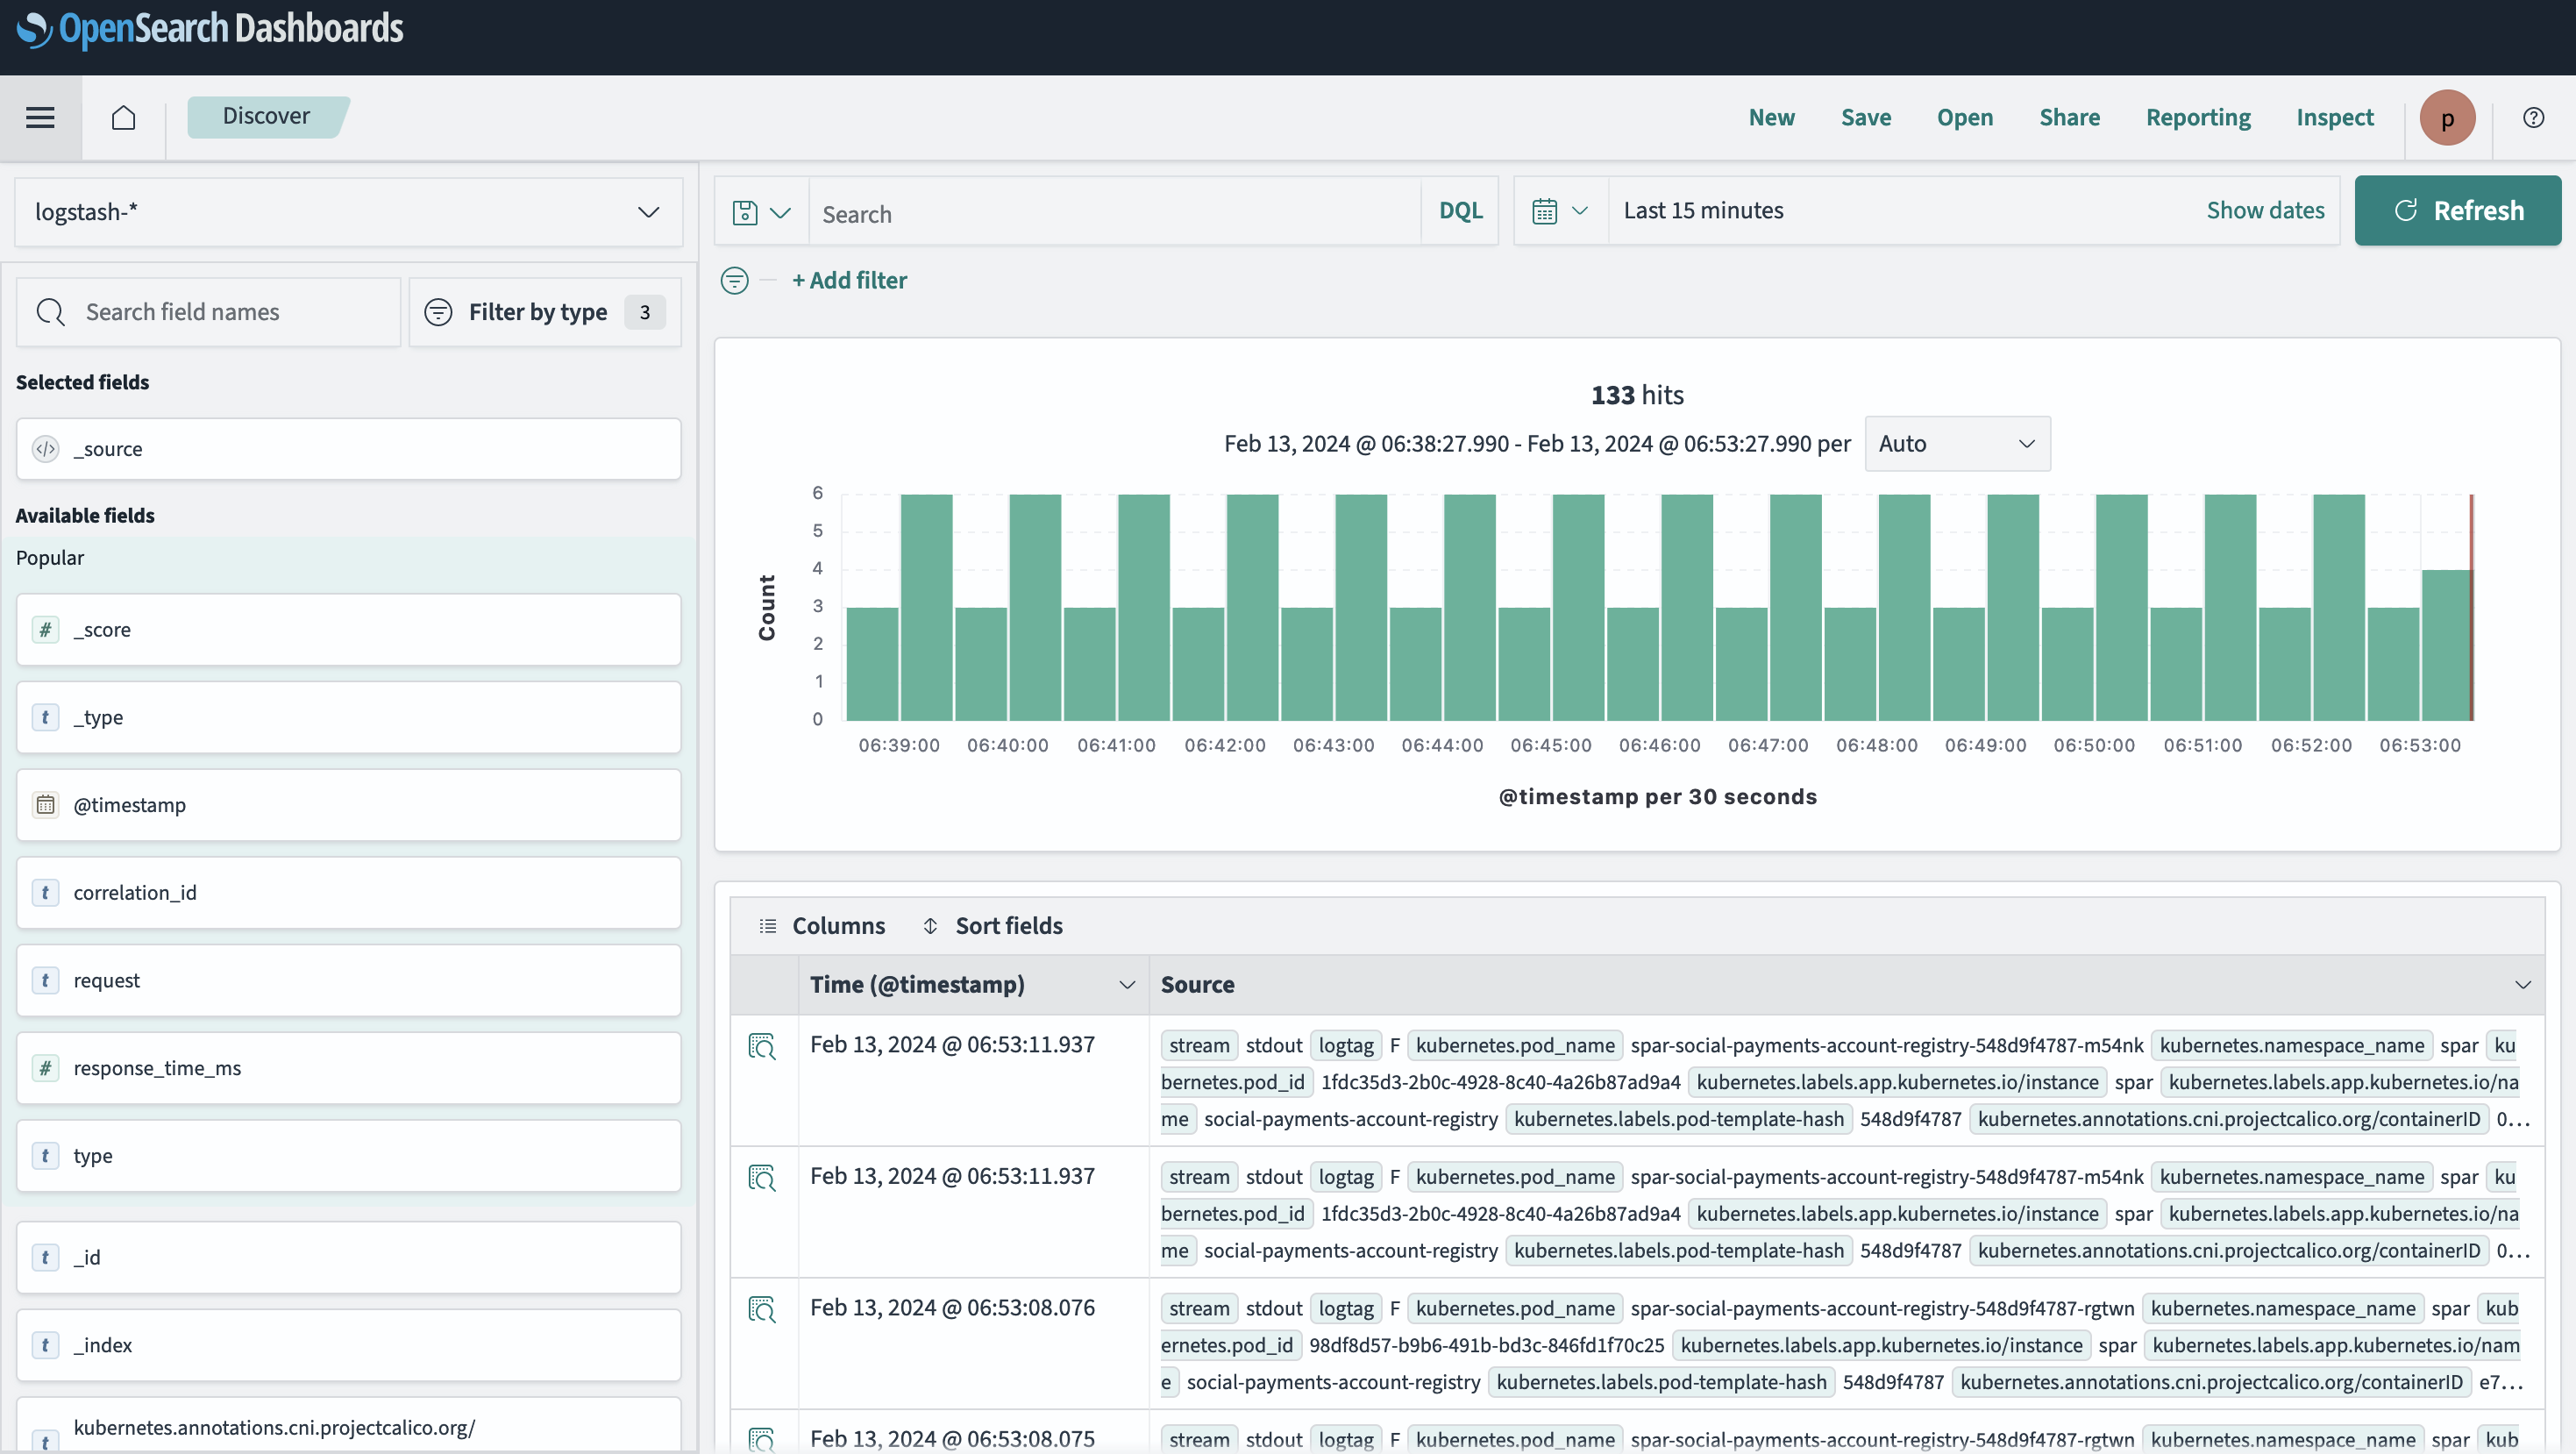 OpenSearch Dashboards
Discover
New Save Open Share Reporting Inspect p
logstash-*
Search DQL
Last 15 minutes Show dates
Refresh
+ Add filter
Search field names
Filter by type 3
Selected fields
</> _source
Available fields
Popular
# _score
t _type
@timestamp
t correlation_id
t request
# response_time_ms
t type
t _id
t _index
t kubernetes.annotations.cni.projectcalico.org/
133 hits
Feb 13, 2024 @ 06:38:27.990 - Feb 13, 2024 @ 06:53:27.990 per Auto
Count
6
5
4
3
2
1
0
06:39:00 06:40:00 06:41:00 06:42:00 06:43:00 06:44:00 06:45:00 06:46:00 06:47:00 06:48:00 06:49:00 06:50:00 06:51:00 06:52:00 06:53:00
@timestamp per 30 seconds
Columns Sort fields
Time (@timestamp) Source
Feb 13, 2024 @ 06:53:11.937 stream stdout logtag F kubernetes.pod_name spar-social-payments-account-registry-548d9f4787-m54nk kubernetes.namespace_name spar ku
bernetes.pod_id 1fdc35d3-2b0c-4928-8c40-4a26b87ad9a4 kubernetes.labels.app.kubernetes.io/instance spar kubernetes.labels.app.kubernetes.io/na
me social-payments-account-registry kubernetes.labels.pod-template-hash 548d9f4787 kubernetes.annotations.cni.projectcalico.org/containerID 0…
Feb 13, 2024 @ 06:53:11.937 stream stdout logtag F kubernetes.pod_name spar-social-payments-account-registry-548d9f4787-m54nk kubernetes.namespace_name spar ku
bernetes.pod_id 1fdc35d3-2b0c-4928-8c40-4a26b87ad9a4 kubernetes.labels.app.kubernetes.io/instance spar kubernetes.labels.app.kubernetes.io/na
me social-payments-account-registry kubernetes.labels.pod-template-hash 548d9f4787 kubernetes.annotations.cni.projectcalico.org/containerID 0…
Feb 13, 2024 @ 06:53:08.076 stream stdout logtag F kubernetes.pod_name spar-social-payments-account-registry-548d9f4787-rgtwn kubernetes.namespace_name spar kub
ernetes.pod_id 98df8d57-b9b6-491b-bd3c-846fd1f70c25 kubernetes.labels.app.kubernetes.io/instance spar kubernetes.labels.app.kubernetes.io/nam
e social-payments-account-registry kubernetes.labels.pod-template-hash 548d9f4787 kubernetes.annotations.cni.projectcalico.org/containerID e7…
Feb 13, 2024 @ 06:53:08.075 stream stdout logtag F kubernetes.pod_name spar-social-payments-account-registry-548d9f4787-rgtwn kubernetes.namespace_name spar kub